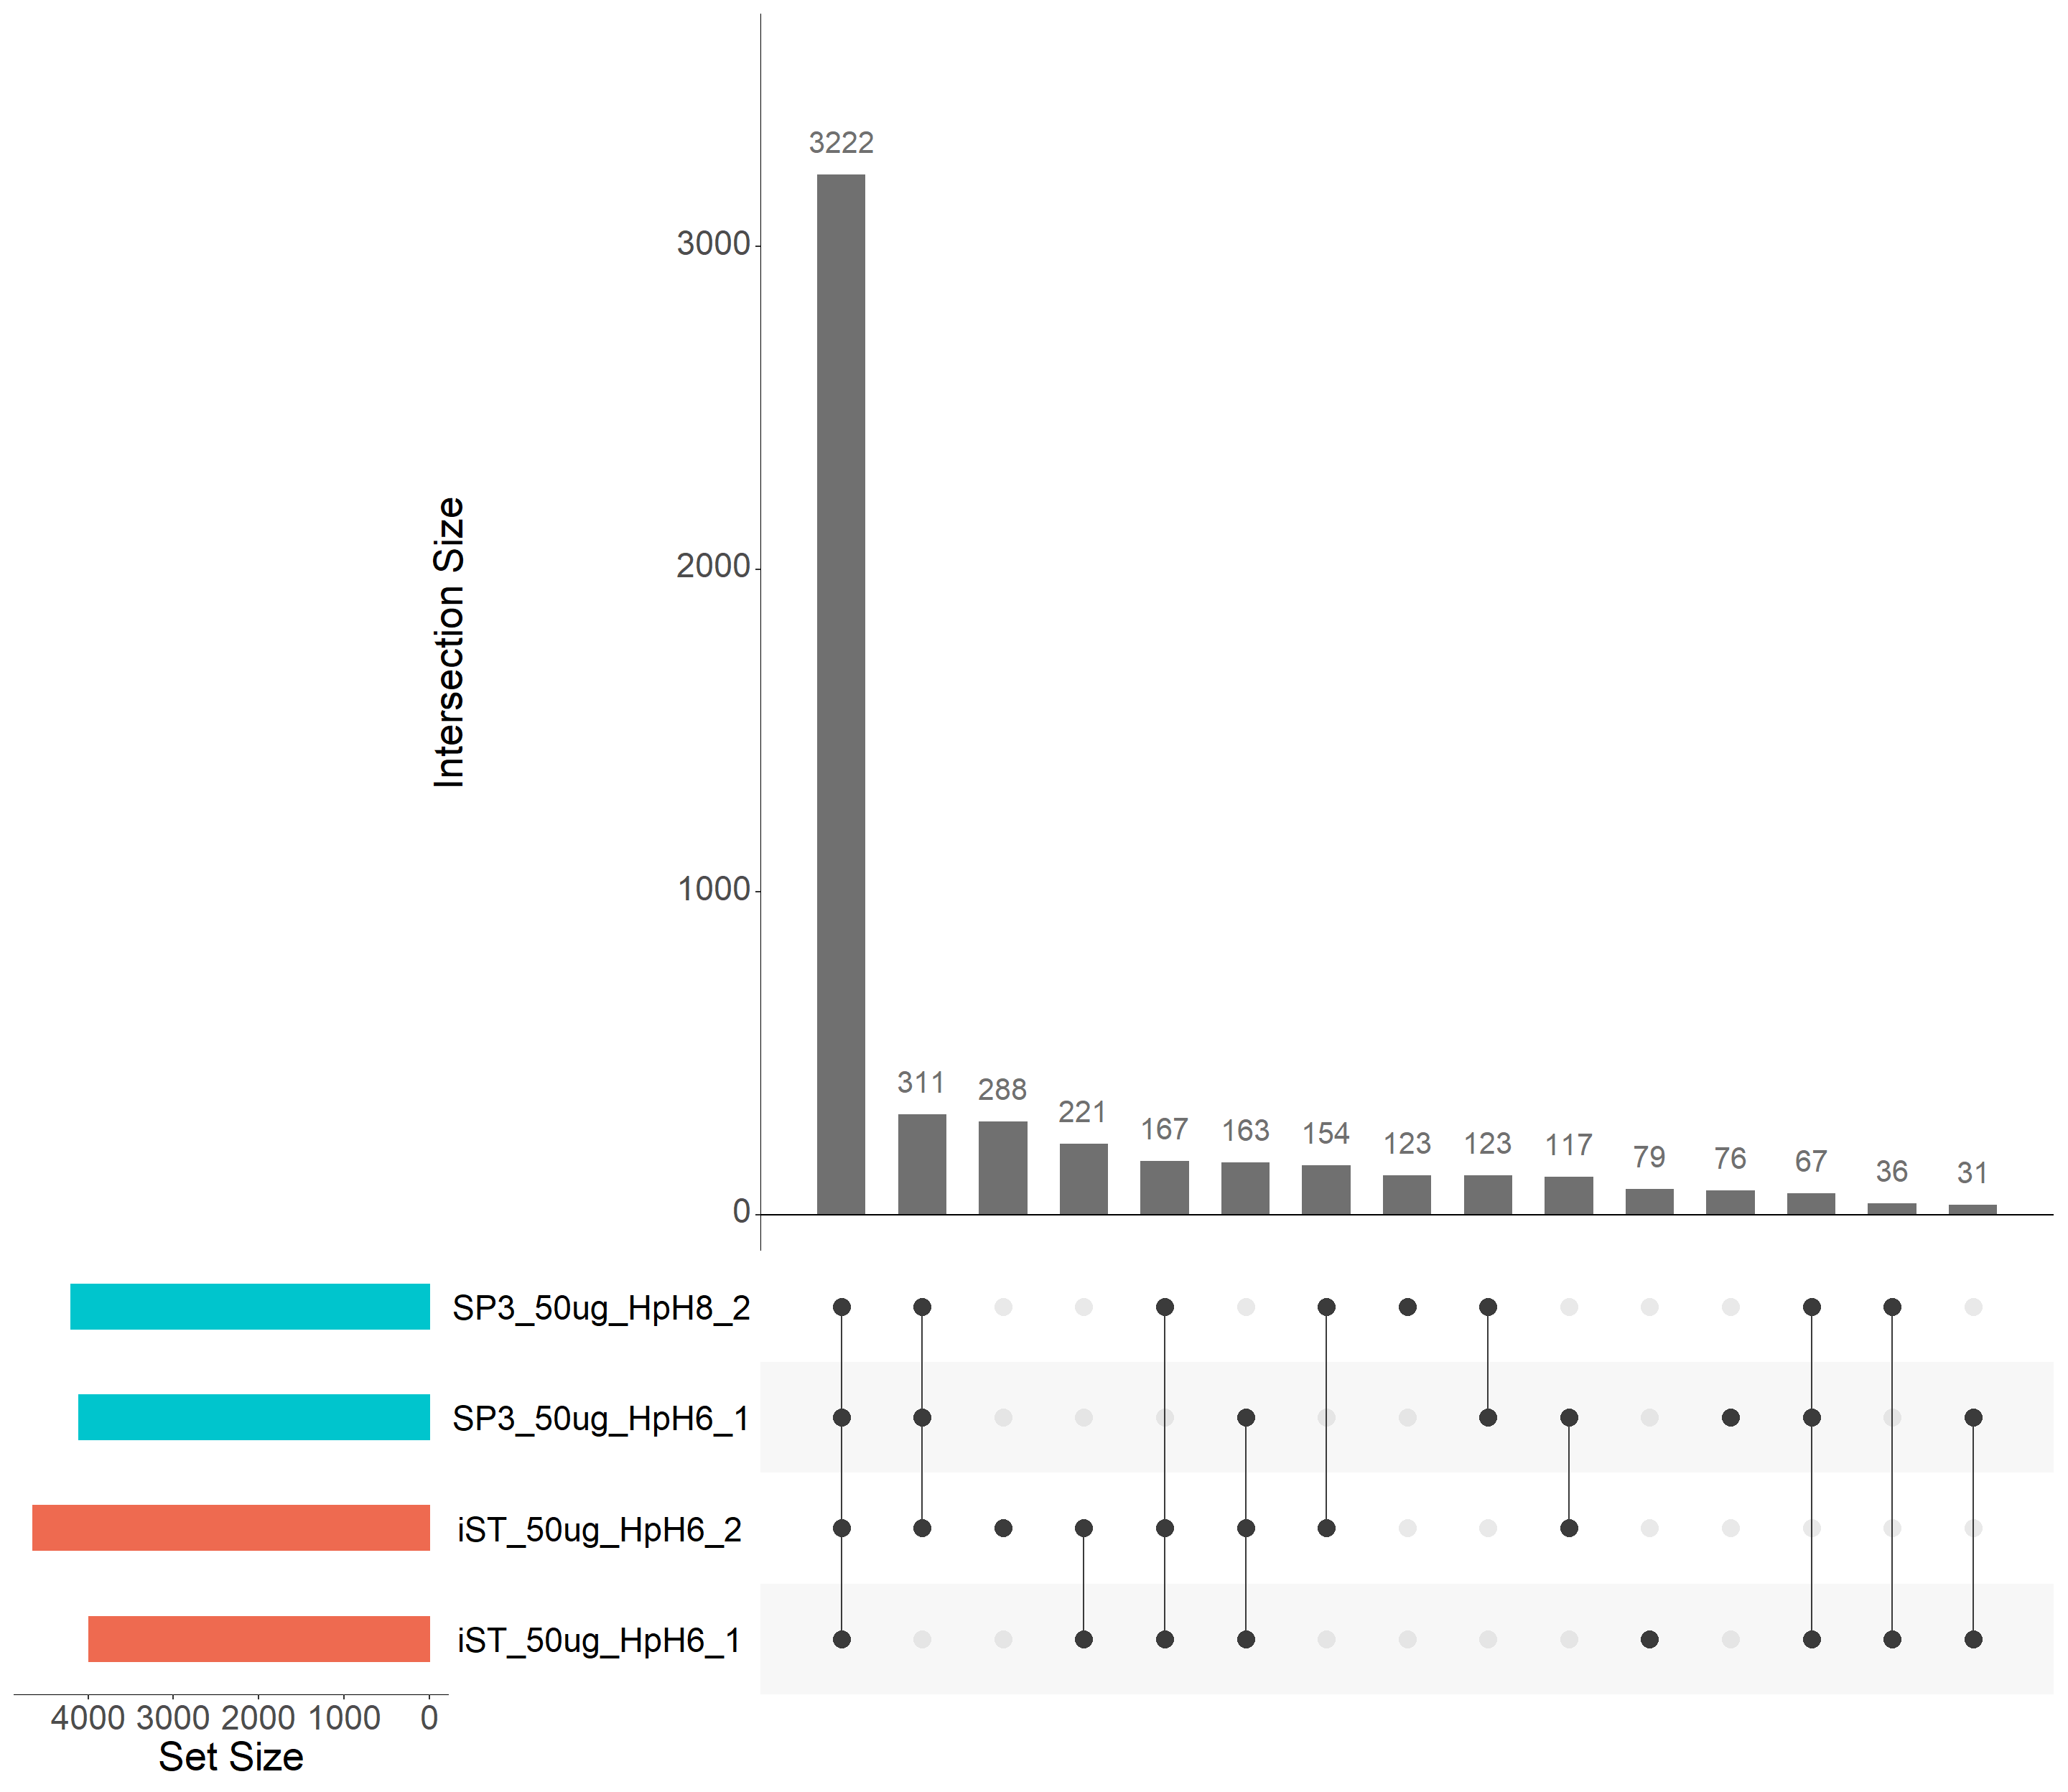 3222
3000
2000
1000
0
Intersection Size
311
288
221
167
163
154
123
123
117
79
76
67
36
31
SP3_50ug_HpH8_2
SP3_50ug_HpH6_1
iST_50ug_HpH6_2
iST_50ug_HpH6_1
4000 3000 2000 1000 0
Set Size